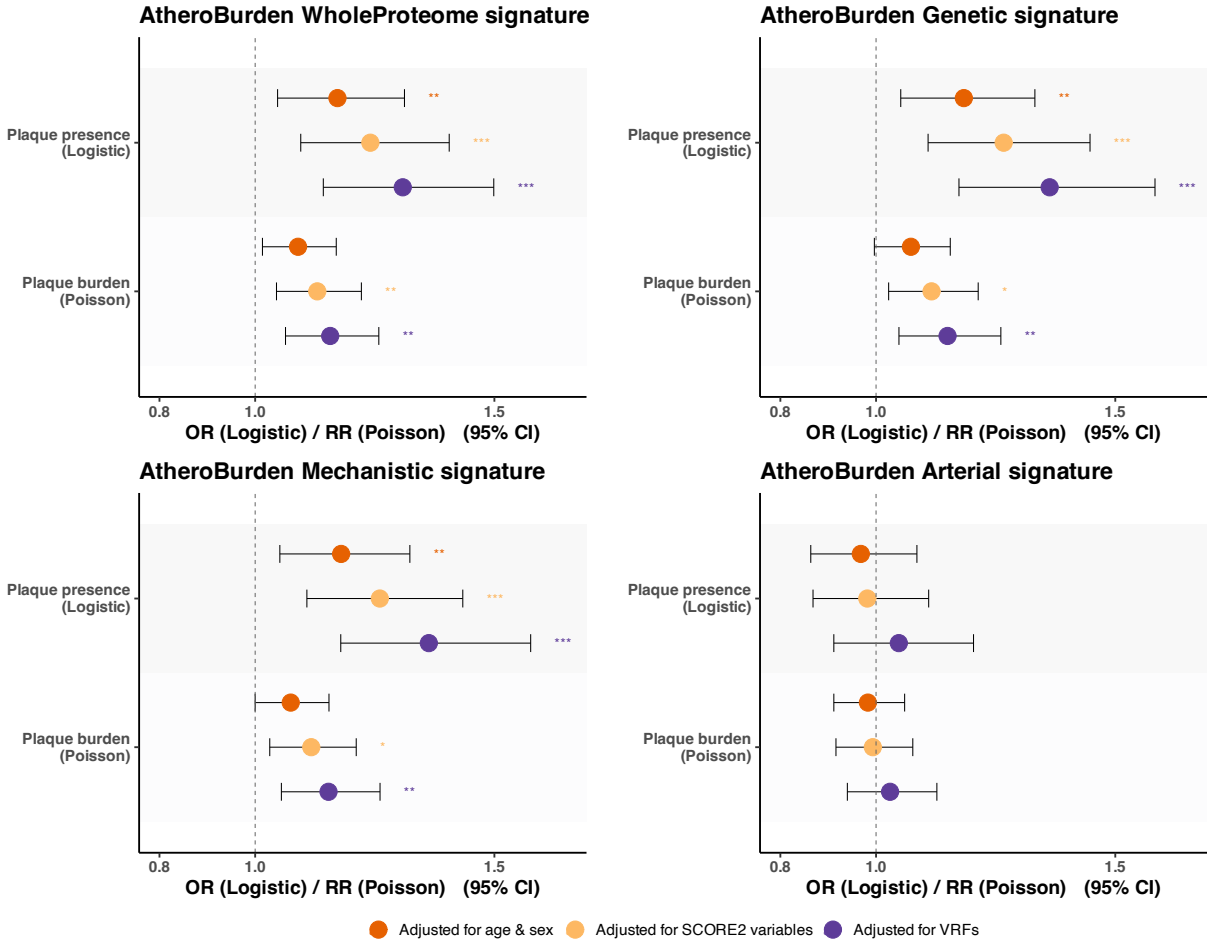 AtheroBurden WholeProteome signature
Plaque presence
(Logistic)
**
***
***
Plaque burden
(Poisson)
**
**
0.8 1.0 1.5
OR (Logistic) / RR (Poisson) (95% CI)
AtheroBurden Genetic signature
Plaque presence
(Logistic)
**
***
***
Plaque burden
(Poisson)
*
**
0.8 1.0 1.5
OR (Logistic) / RR (Poisson) (95% CI)
AtheroBurden Mechanistic signature
Plaque presence
(Logistic)
**
***
***
Plaque burden
(Poisson)
*
**
0.8 1.0 1.5
OR (Logistic) / RR (Poisson) (95% CI)
AtheroBurden Arterial signature
Plaque presence
(Logistic)
Plaque burden
(Poisson)
0.8 1.0 1.5
OR (Logistic) / RR (Poisson) (95% CI)
Adjusted for age & sex Adjusted for SCORE2 variables Adjusted for VRFs